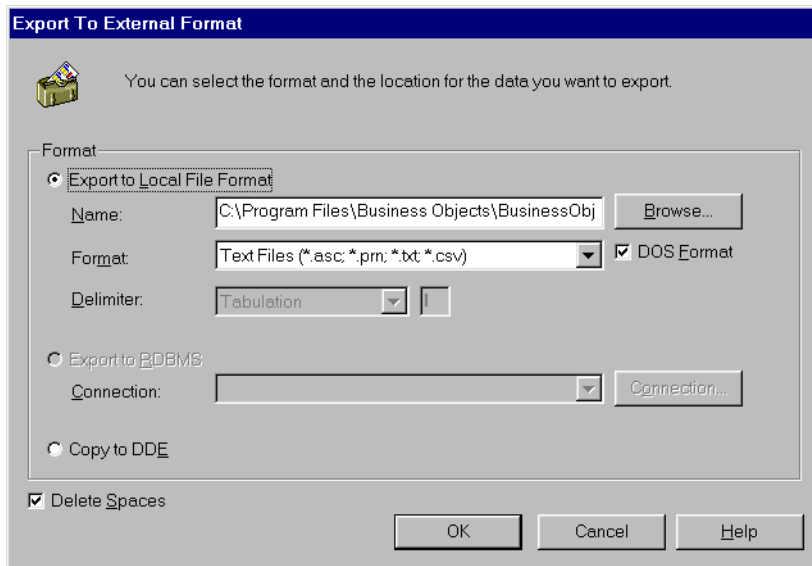 Export To External Format
You can select the format and the location for the data you want to export.
Format
Export to Local File Format
Name: C:\Program Files\Business Objects\BusinessObj Browse...
Format: Text Files (*.asc; *.prn; *.txt; *.csv) DOS Format
Delimiter: Tabulation
Export to RDBMS
Connection: Connection...
Copy to DDE
Delete Spaces
OK Cancel Help